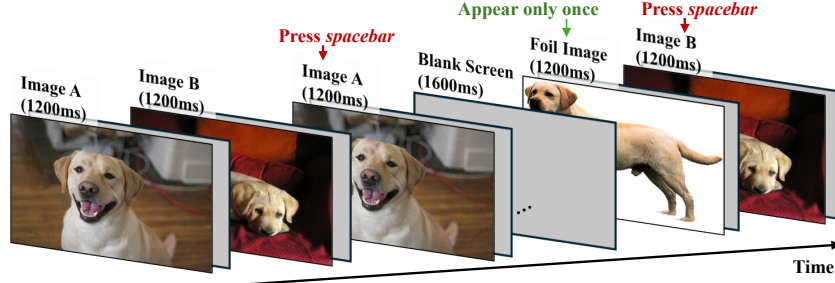 Appear only once
Press spacebar
Press spacebar
Image A
(1200ms)
Image B
(1200ms)
Image A
(1200ms)
Blank Screen
(1600ms)
Foil Image
(1200ms)
Image B
(1200ms)
...
Time